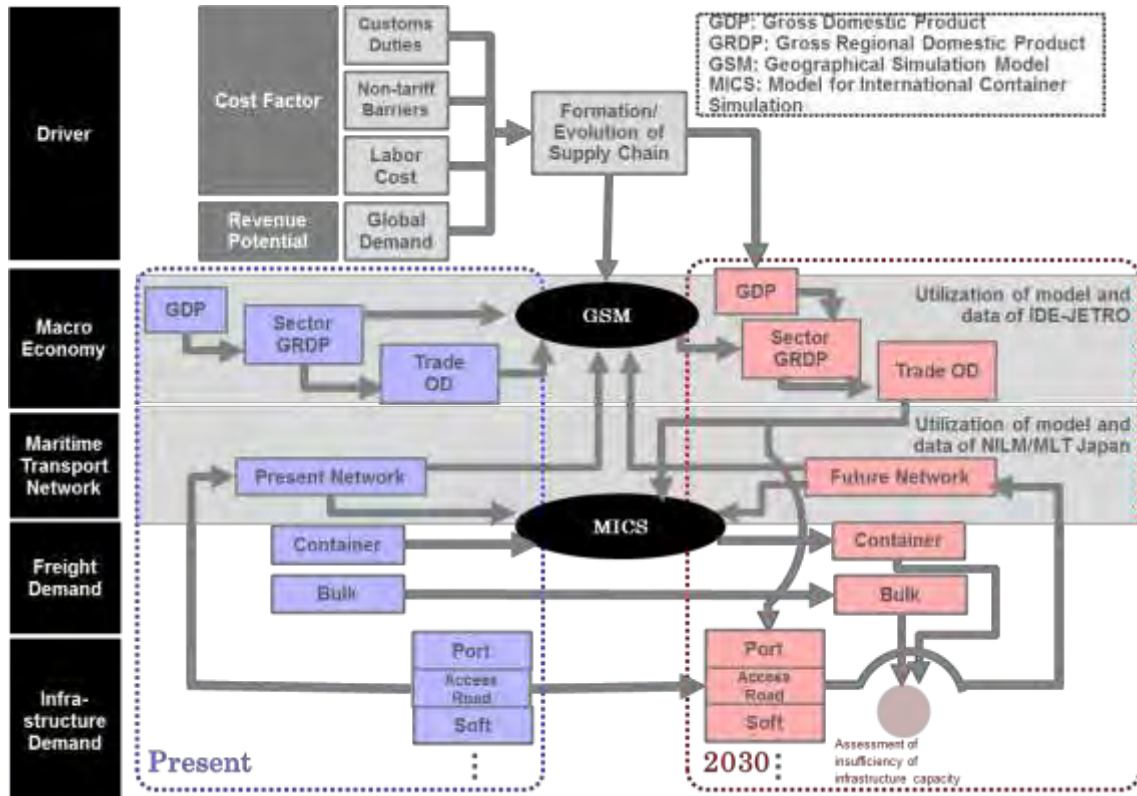 Driver
Cost Factor
Customs
Duties
Non-tariff
Barriers
Labor
Cost
Revenue
Potential
Global
Demand
Formation/
Evolution of
Supply Chain
GDP: Gross Domestic Product
GRDP: Gross Regional Domestic Product
GSM: Geographical Simulation Model
MICS: Model for International Container
Simulation
Macro
Economy
GDP
Sector
GRDP
Trade
OD
GSM
GDP
Sector
GRDP
Trade OD
Utilization of model and
data of IDE-JETRO
Maritime
Transport
Network
Present Network
Future Network
Utilization of model and
data of NILM/MLT Japan
MICS
Freight
Demand
Container
Bulk
Container
Bulk
Infra-
structure
Demand
Port
Access
Road
Soft
Port
Access
Road
Soft
Assessment of
insufficiency of
infrastructure capacity
Present
2030